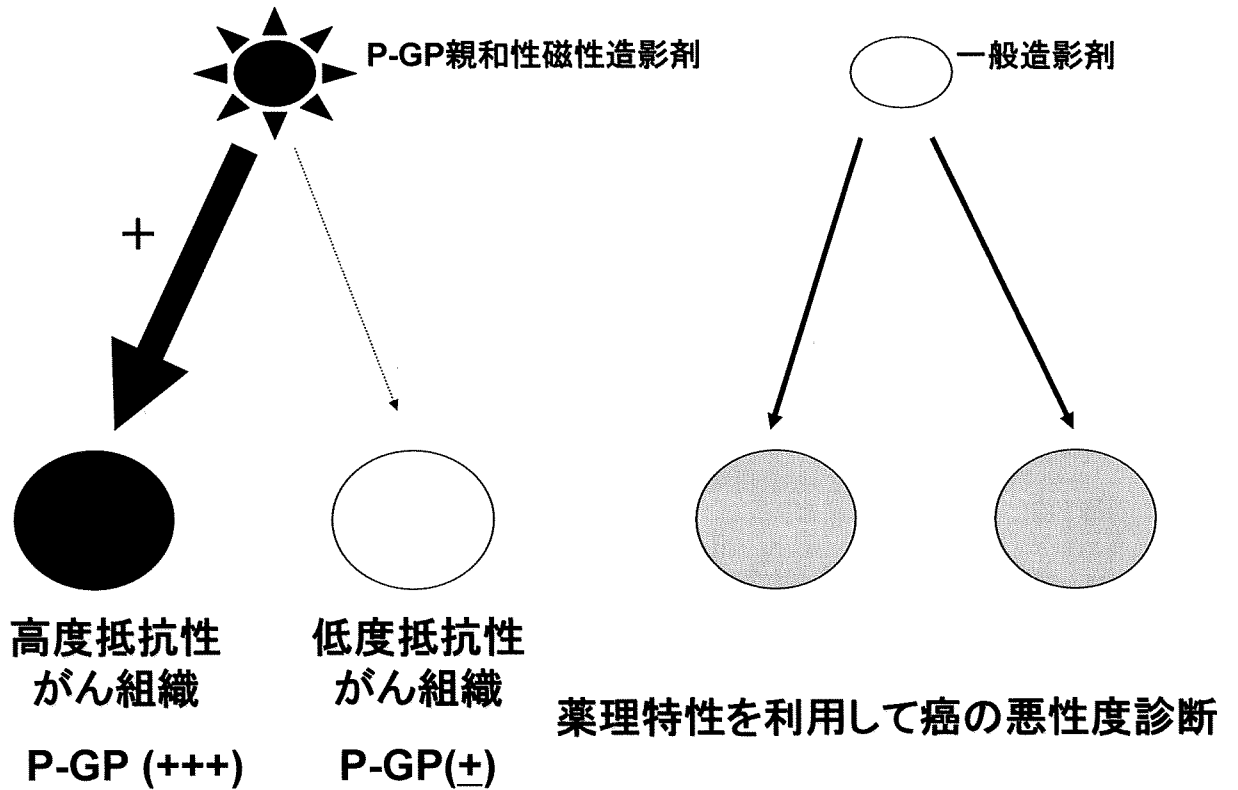 P-GP親和性磁性造影剤
一般造影剤
+
高度抵抗性
がん組織
P-GP (+++)
低度抵抗性
がん組織
P-GP(±)
薬理特性を利用して癌の悪性度診断